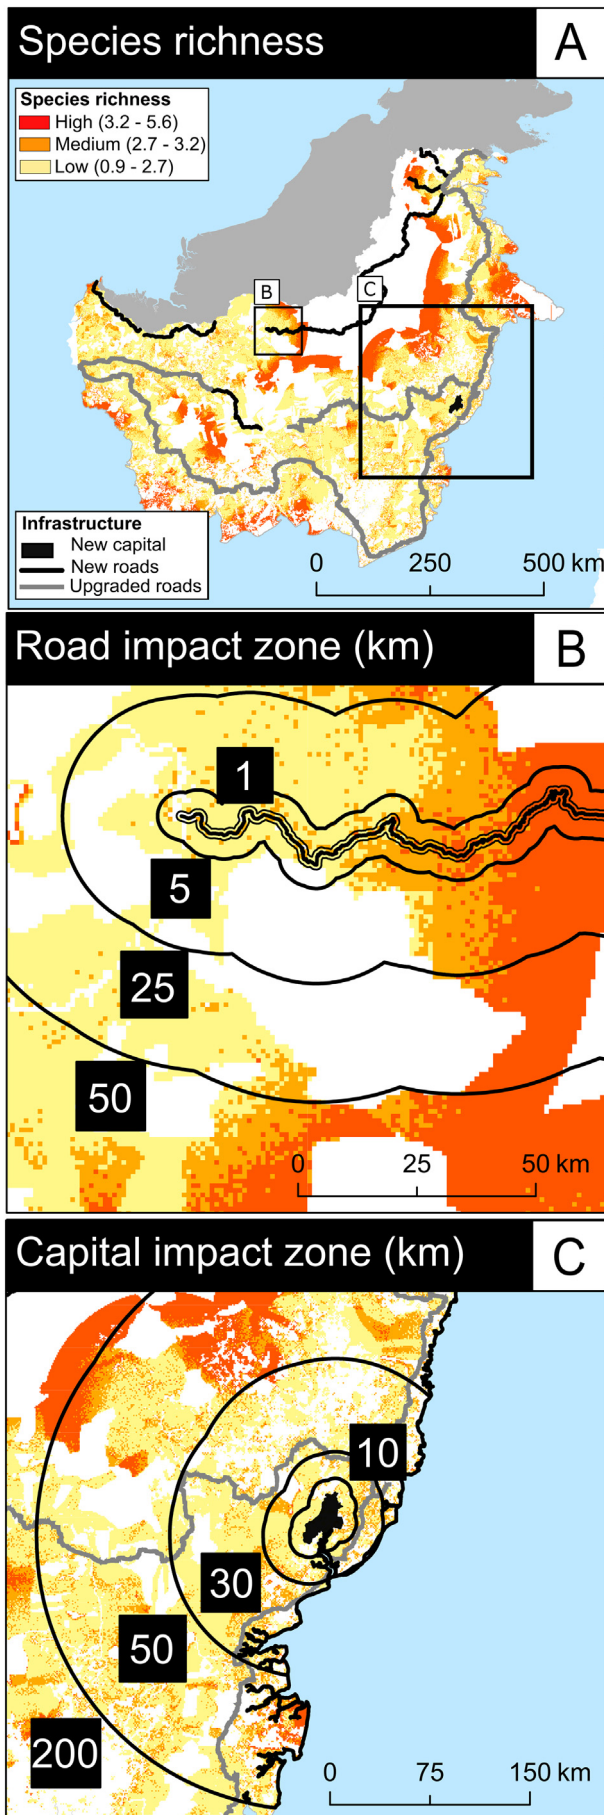 Species richness
A
Species richness
High (3.2 - 5.6)
Medium (2.7 - 3.2)
Low (0.9 - 2.7)
B
C
Infrastructure
New capital
New roads
Upgraded roads
0 250 500 km
Road impact zone (km)
B
1
5
25
50
0 25 50 km
Capital impact zone (km)
C
10
30
50
200
0 75 150 km